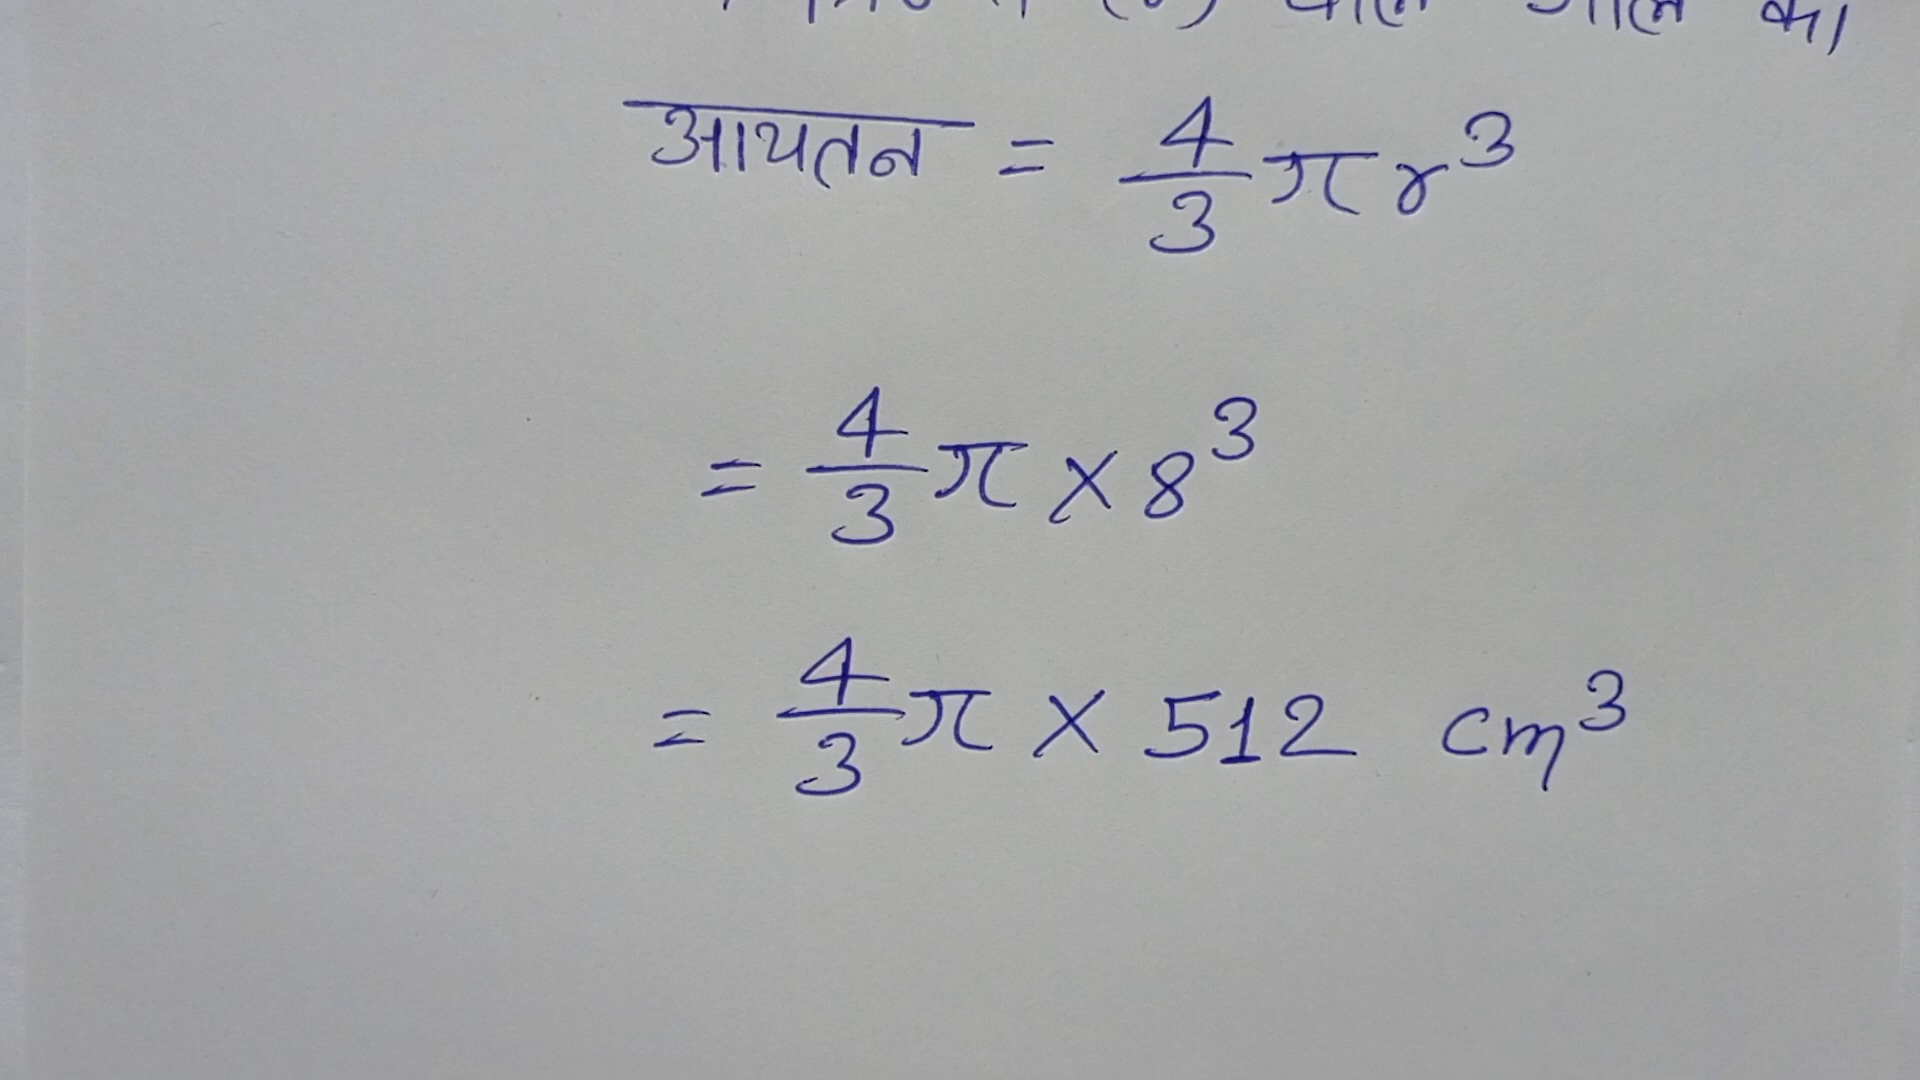 का
आयतन = 4/3 π r³
= 4/3 π × 8³
= 4/3 π × 512 cm³